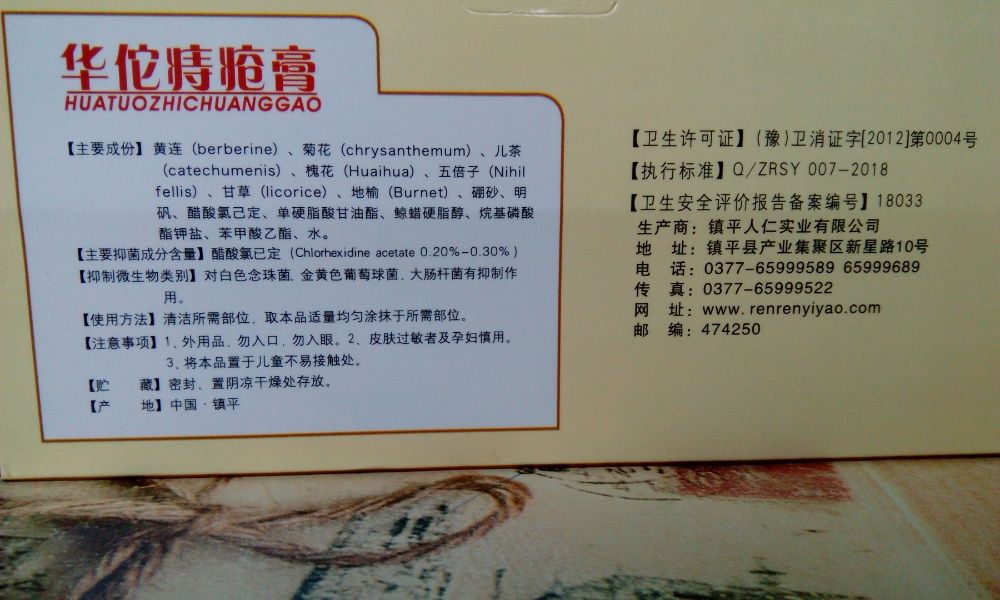 华佗痔疮膏
HUATUOZHICHUANGGAO
【主要成份】黄连（berberine）、菊花（chrysanthemum）、儿茶
（catechumenis）、槐花（Huaihua）、五倍子（Nihil
fellis）、甘草（licorice）、地榆（Burnet）、硼砂、明
矾、醋酸氯己定、单硬脂酸甘油酯、鲸蜡硬脂醇、烷基磷酸
酯钾盐、苯甲酸乙酯、水。
【主要抑菌成分含量】醋酸氯已定（Chlorhexidine acetate 0.20%-0.30%）
【抑制微生物类别】对白色念珠菌、金黄色葡萄球菌、大肠杆菌有抑制作
用。
【使用方法】清洁所需部位，取本品适量均匀涂抹于所需部位。
【注意事项】1、外用品，勿入口，勿入眼。2、皮肤过敏者及孕妇慎用。
3、将本品置于儿童不易接触处。
【贮 藏】密封、置阴凉干燥处存放。
【产 地】中国·镇平
【卫生许可证】(豫)卫消证字[2012]第0004号
【执行标准】Q/ZRSY 007-2018
【卫生安全评价报告备案编号】18033
生产商：镇平人仁实业有限公司
地 址：镇平县产业集聚区新星路10号
电 话：0377-65999589 65999689
传 真：0377-65999522
网 址：www. renrenyiyao.com
邮 编：474250